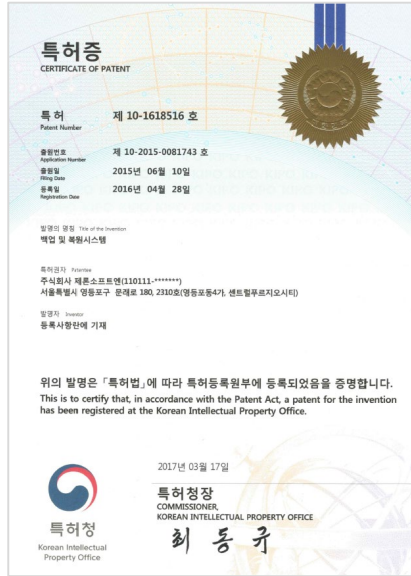 특허증
CERTIFICATE OF PATENT
특 허 제 10-1618516 호
Patent Number
출원번호 제 10-2015-0081743 호
Application Number
출원일 2015년 06월 10일
Filing Date
등록일 2016년 04월 28일
Registration Date
발명의 명칭 Title of the Invention
백업 및 복원시스템
특허권자 Patentee
주식회사 제론소프트엔(110111-*******)
서울특별시 영등포구 문래로 180, 2310호(영등포동4가, 센트럴푸르지오시티)
발명자 Inventor
등록사항란에 기재
위의 발명은 「특허법」에 따라 특허등록원부에 등록되었음을 증명합니다.
This is to certify that, in accordance with the Patent Act, a patent for the invention
has been registered at the Korean Intellectual Property Office.
2017년 03월 17일
특허청장
COMMISSIONER,
KOREAN INTELLECTUAL PROPERTY OFFICE
최동규
특허청
Korean Intellectual
Property Office